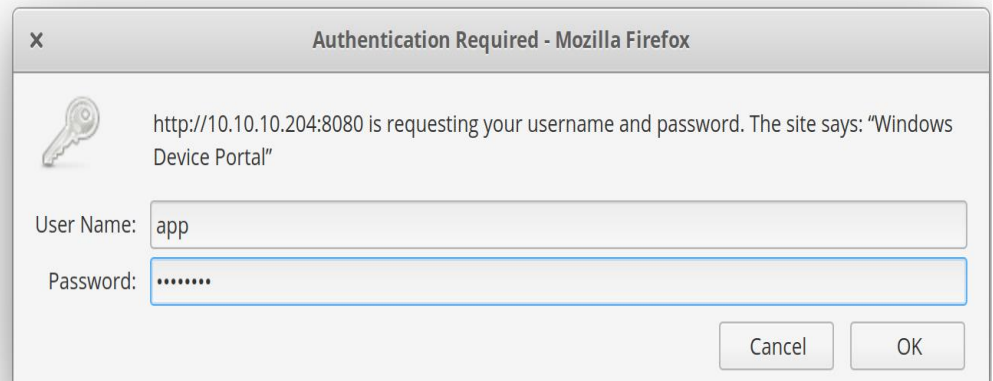 Authentication Required - Mozilla Firefox
http://10.10.10.204:8080 is requesting your username and password. The site says: “Windows
Device Portal”
User Name: app
Password: ••••••••
Cancel OK